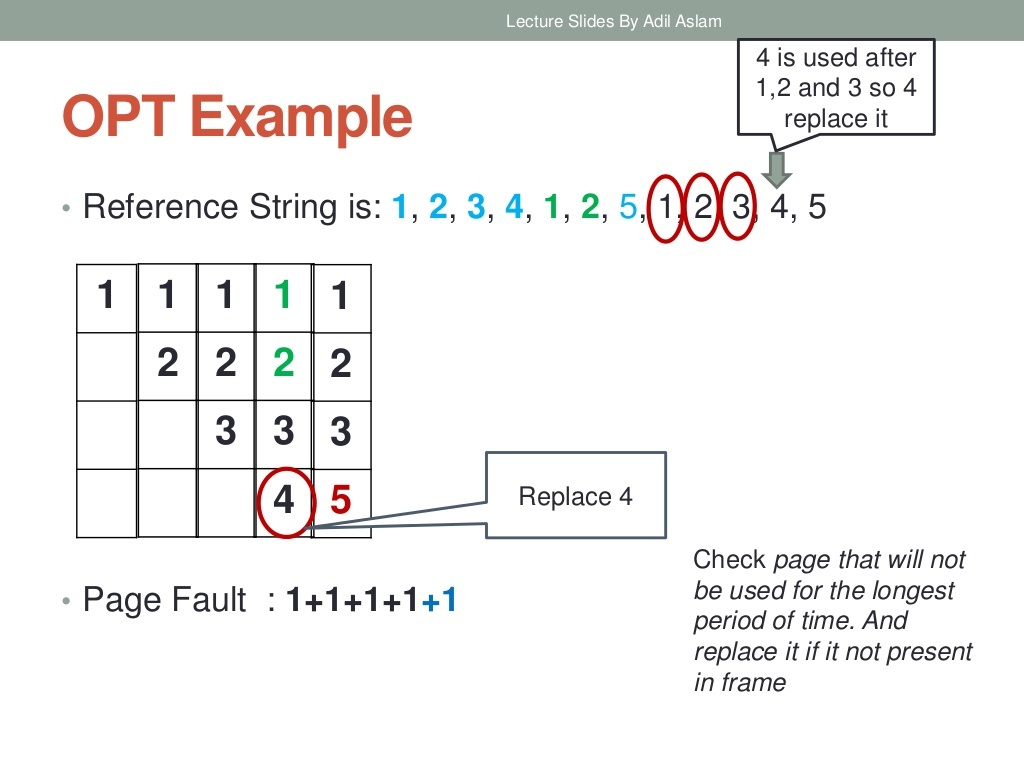 Lecture Slides By Adil Aslam
4 is used after
1,2 and 3 so 4
replace it
OPT Example
• Reference String is: 1, 2, 3, 4, 1, 2, 5, 1, 2, 3, 4, 5
1 1 1 1 1
2 2 2 2
3 3 3
4 5
Replace 4
Check page that will not
be used for the longest
period of time. And
replace it if it not present
in frame
• Page Fault : 1+1+1+1+1